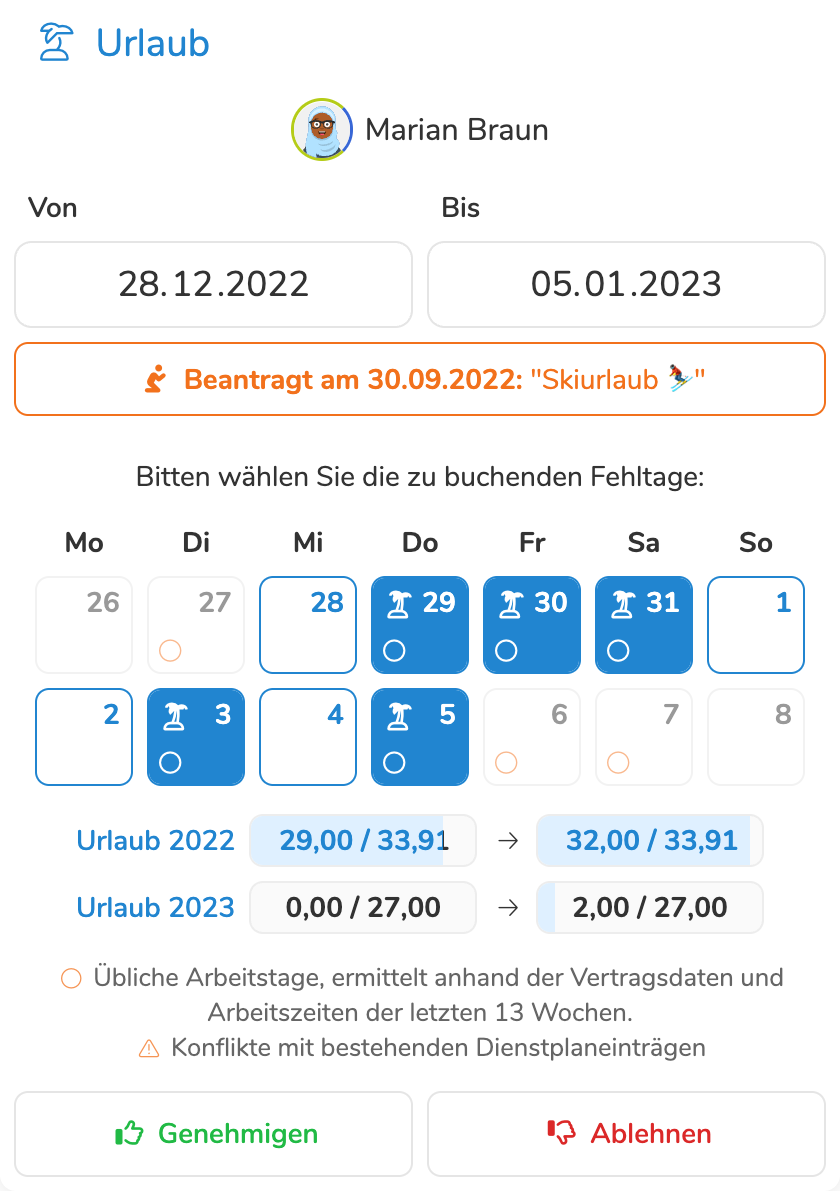 Urlaub
Marian Braun
Von Bis
28.12.2022 05.01.2023
Beantragt am 30.09.2022: "Skiurlaub ⛷️"
Bitten wählen Sie die zu buchenden Fehltage:
Mo Di Mi Do Fr Sa So
26 27 28 29 30 31 1
2 3 4 5 6 7 8
Urlaub 2022 29,00 / 33,91 → 32,00 / 33,91
Urlaub 2023 0,00 / 27,00 → 2,00 / 27,00
Übliche Arbeitstage, ermittelt anhand der Vertragsdaten und
Arbeitszeiten der letzten 13 Wochen.
Konflikte mit bestehenden Dienstplaneinträgen
Genehmigen Ablehnen